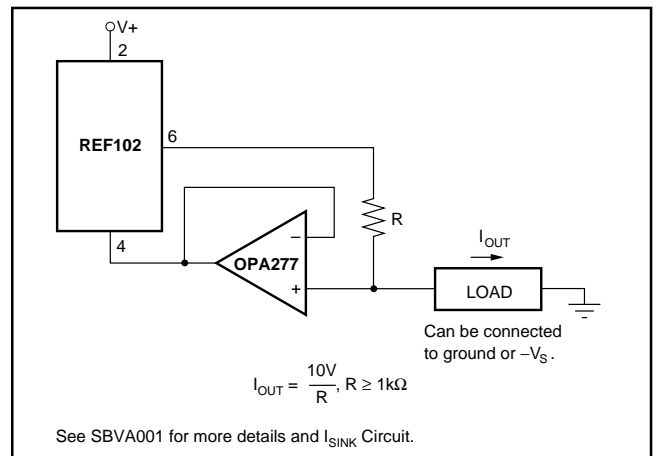 V+
2
REF102
6
4
R
−
OPA277
+
I_OUT
LOAD
Can be connected
to ground or −V_S.
I_OUT = 10V/R, R ≥ 1kΩ
See SBVA001 for more details and I_SINK Circuit.